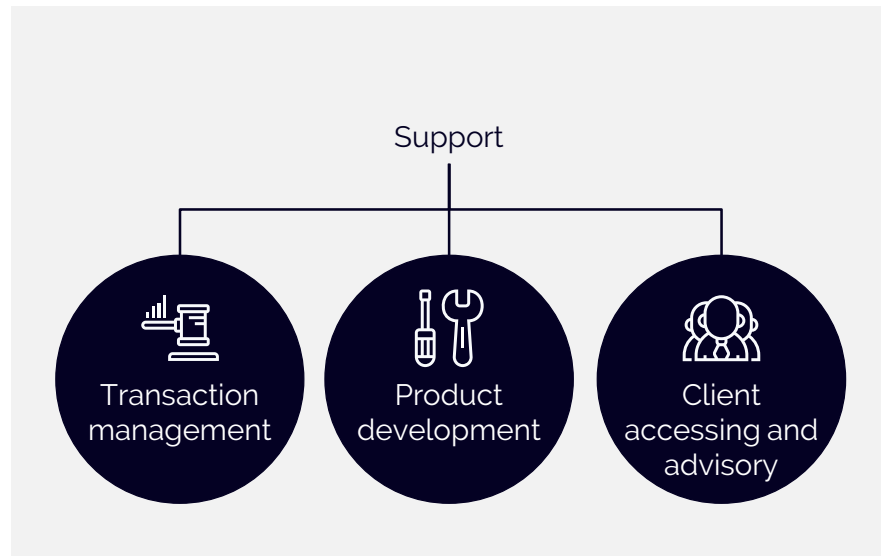 Support
Transaction
management
Product
development
Client
accessing and
advisory